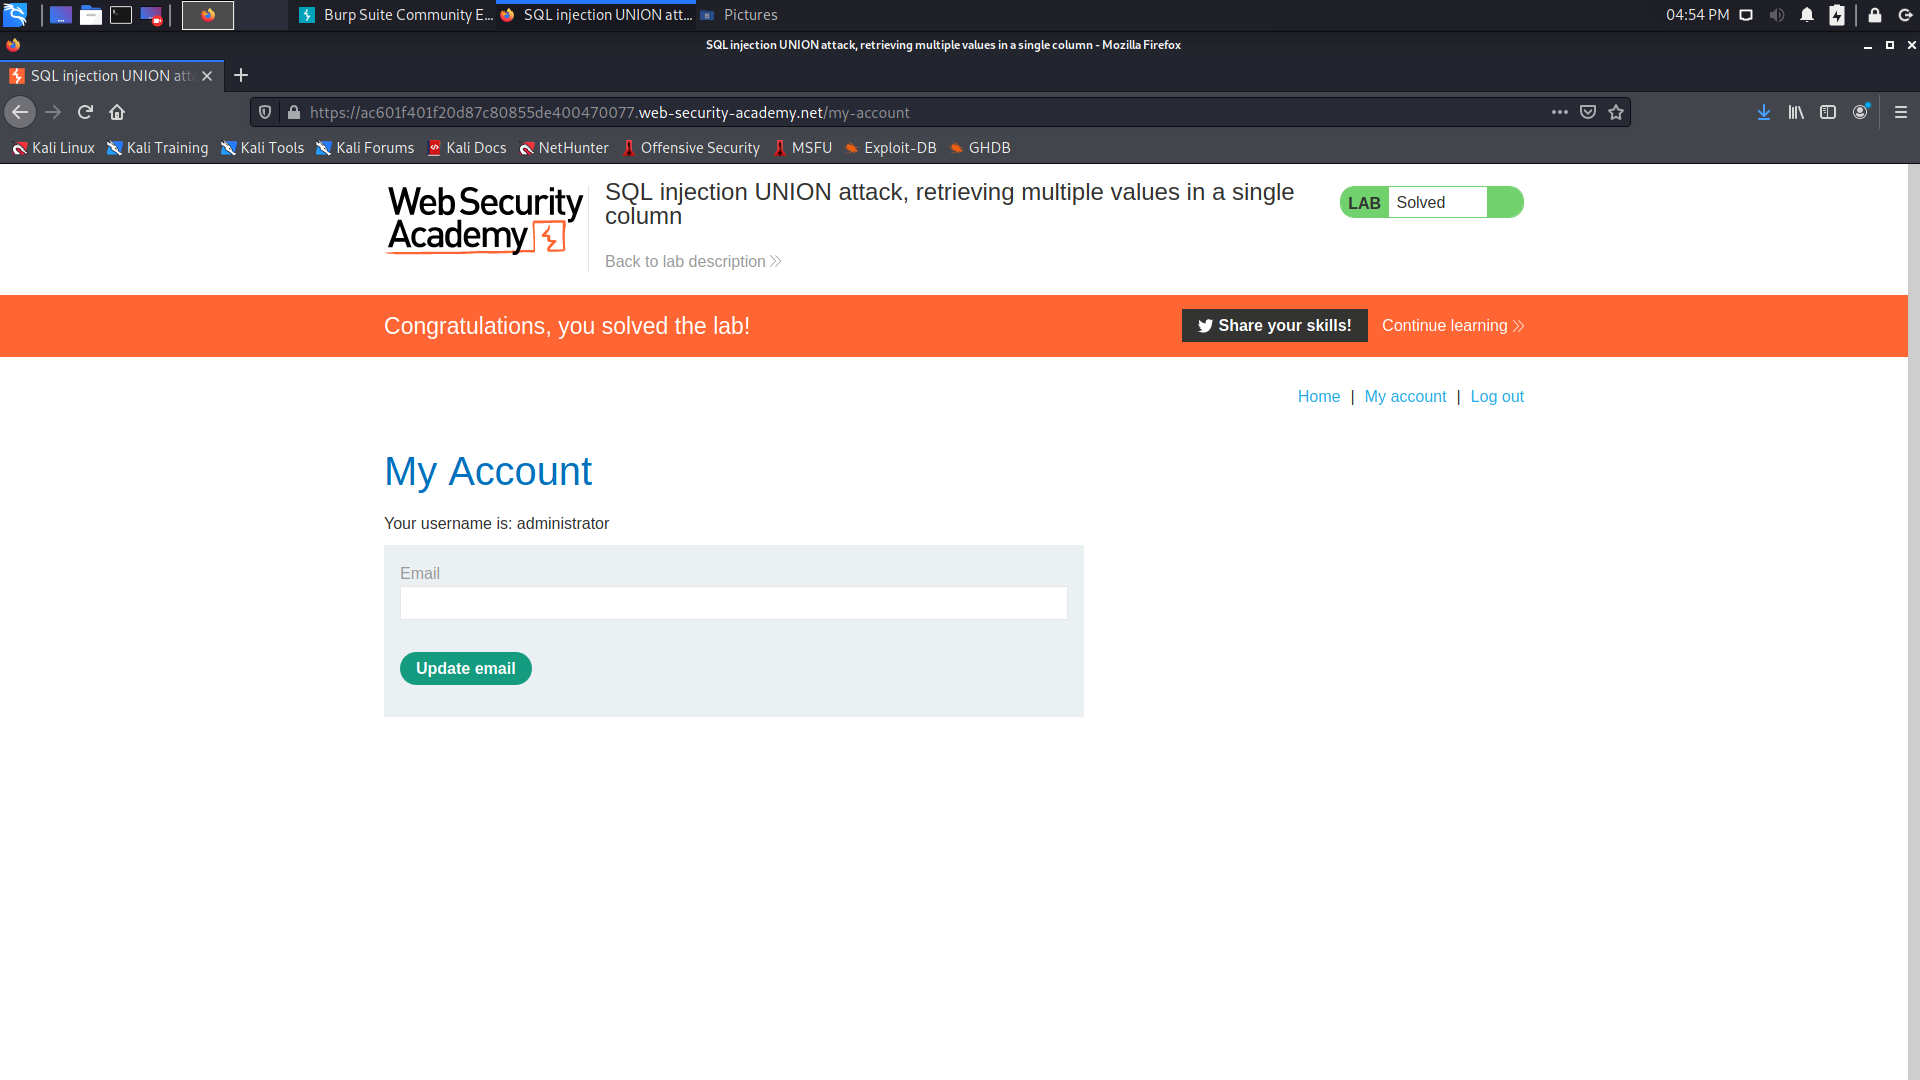 Burp Suite Community E...
SQL injection UNION att...
Pictures
04:54 PM
SQL injection UNION attack, retrieving multiple values in a single column - Mozilla Firefox
SQL injection UNION att
https://ac601f401f20d87c80855de400470077.web-security-academy.net/my-account
Kali Linux
Kali Training
Kali Tools
Kali Forums
Kali Docs
NetHunter
Offensive Security
MSFU
Exploit-DB
GHDB
Web Security
Academy
SQL injection UNION attack, retrieving multiple values in a single
column
Back to lab description
LAB Solved
Congratulations, you solved the lab!
Share your skills!
Continue learning
Home | My account | Log out
My Account
Your username is: administrator
Email
Update email